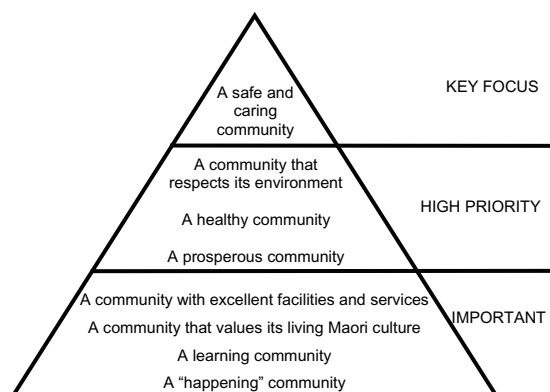 A safe and
caring
community
KEY FOCUS
A community that
respects its environment
A healthy community
A prosperous community
HIGH PRIORITY
A community with excellent facilities and services
A community that values its living Maori culture
A learning community
A “happening” community
IMPORTANT